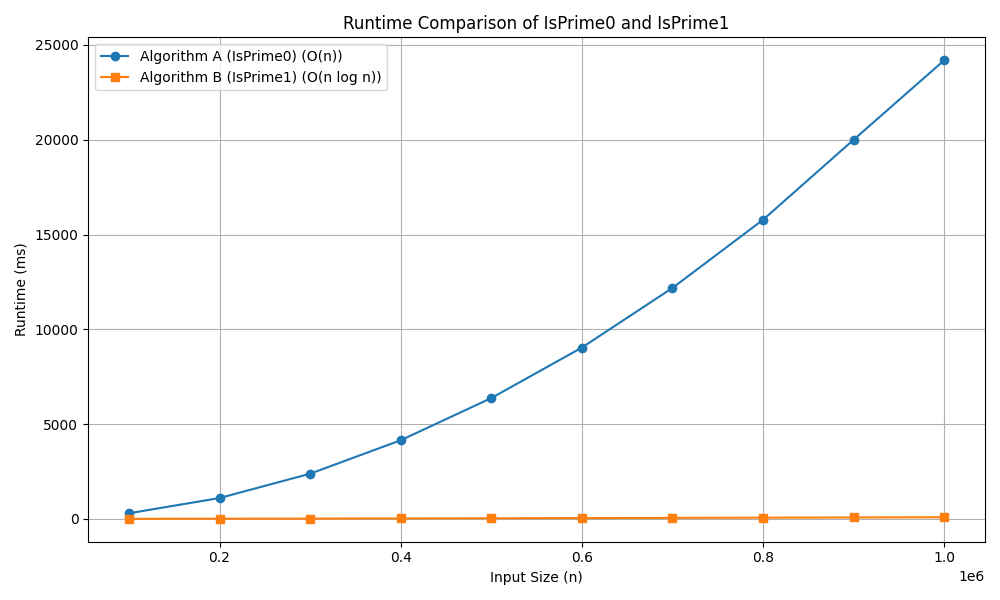 Runtime Comparison of IsPrime0 and IsPrime1
Algorithm A (IsPrime0) (O(n))
Algorithm B (IsPrime1) (O(n log n))
Runtime (ms)
25000
20000
15000
10000
5000
0
0.2 0.4 0.6 0.8 1.0
1e6
Input Size (n)